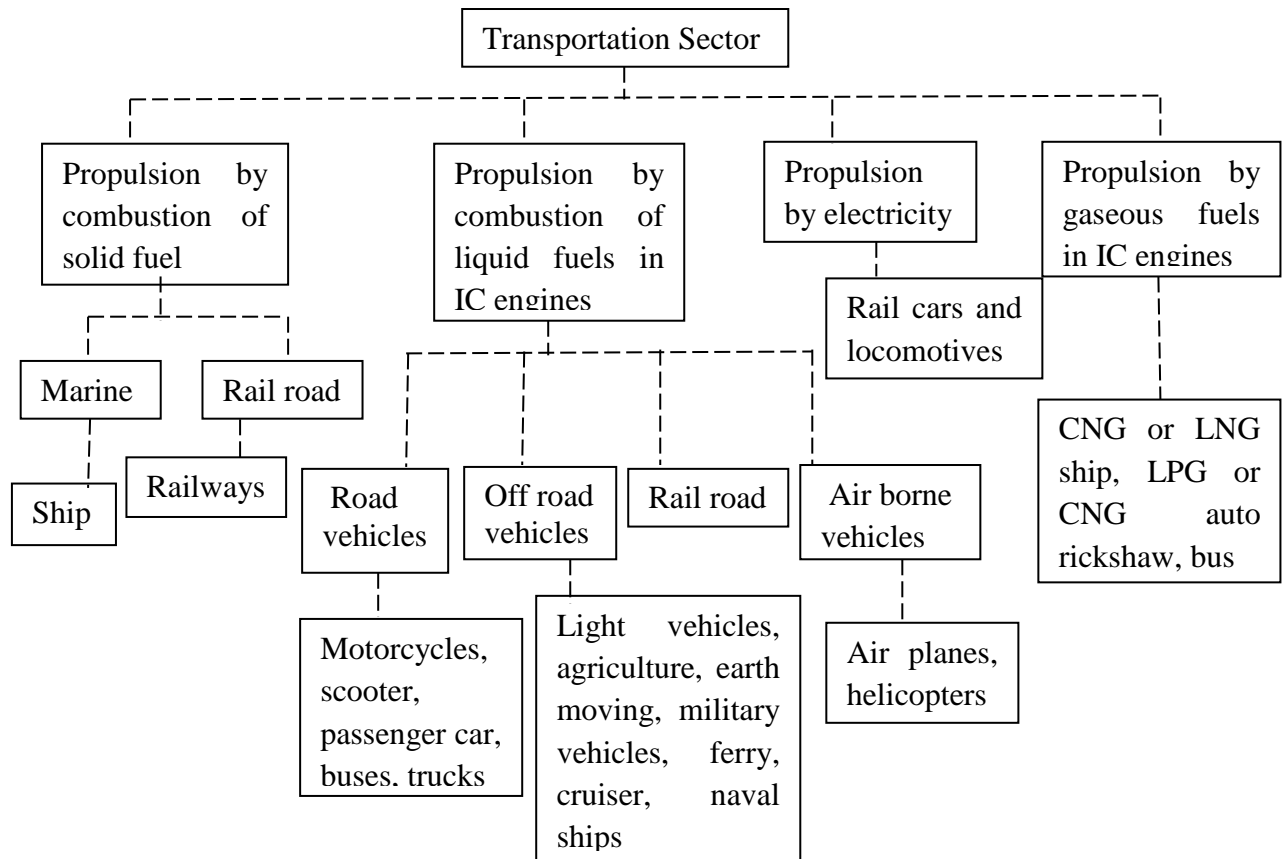 Transportation Sector
Propulsion by
combustion of
solid fuel
Propulsion by
combustion of
liquid fuels in
IC engines
Propulsion
by electricity
Propulsion by
gaseous fuels
in IC engines
Rail cars and
locomotives
Marine
Rail road
Ship
Railways
Road
vehicles
Off road
vehicles
Rail road
Air borne
vehicles
CNG or LNG
ship, LPG or
CNG auto
rickshaw, bus
Motorcycles,
scooter,
passenger car,
buses, trucks
Light vehicles,
agriculture, earth
moving, military
vehicles, ferry,
cruiser, naval
ships
Air planes,
helicopters